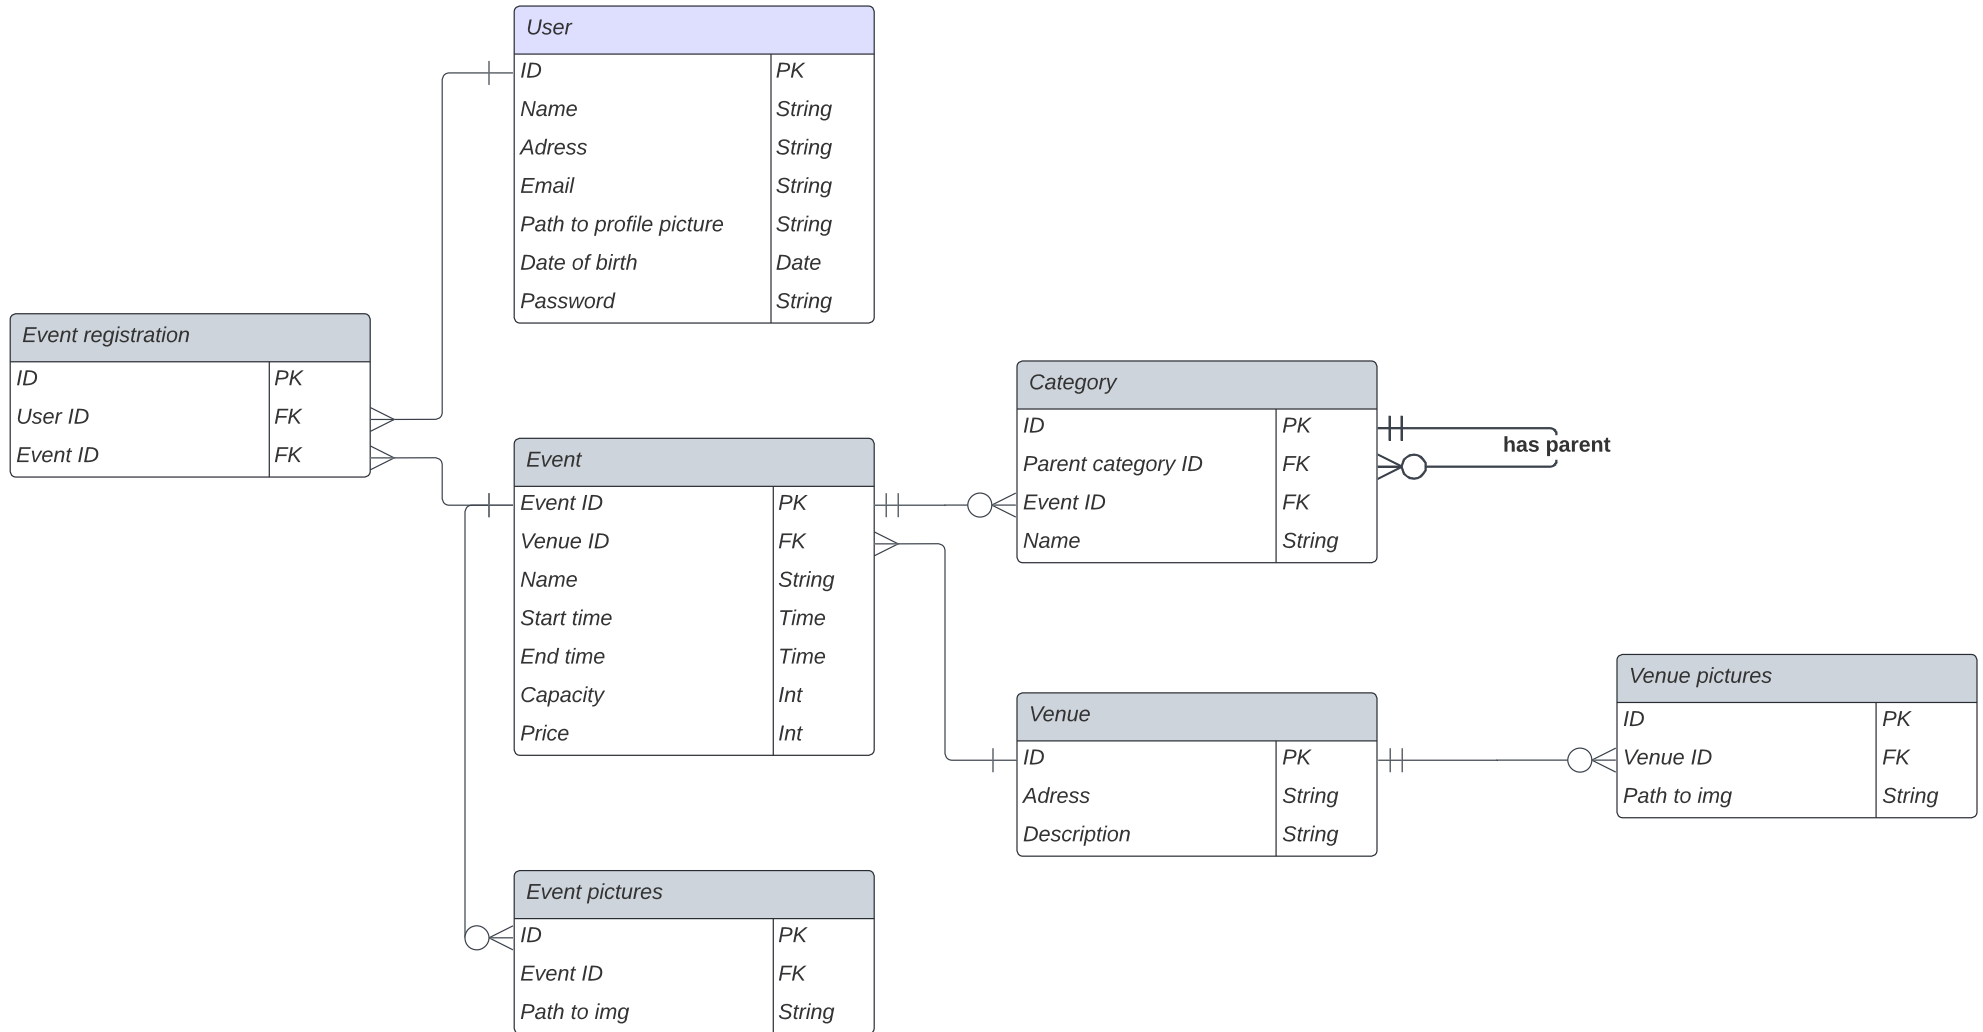 User
ID PK
Name String
Adress String
Email String
Path to profile picture String
Date of birth Date
Password String
Event registration
ID PK
User ID FK
Event ID FK
Category
ID PK
Parent category ID FK
Event ID FK
Name String
has parent
Event
Event ID PK
Venue ID FK
Name String
Start time Time
End time Time
Capacity Int
Price Int
Venue
ID PK
Adress String
Description String
Venue pictures
ID PK
Venue ID FK
Path to img String
Event pictures
ID PK
Event ID FK
Path to img String